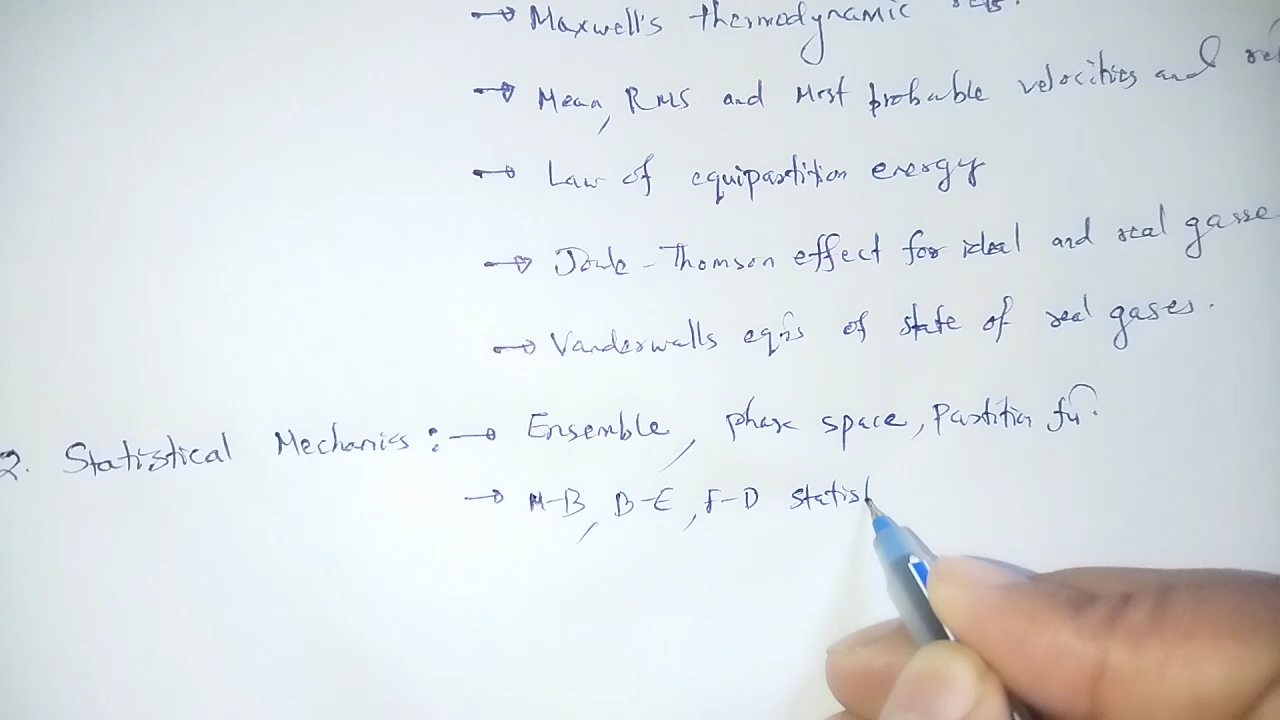 → Maxwell's thermodynamic
→ Mean, RMS and Most probable velocities and
→ Law of equipartition energy
→ Joule-Thomson effect for ideal and real gasse
→ Vanderwalls eqns of state of real gases.
2. Statistical Mechanics :→ Ensemble, phase space, Partition fn.
→ M-B, B-E, F-D Statist